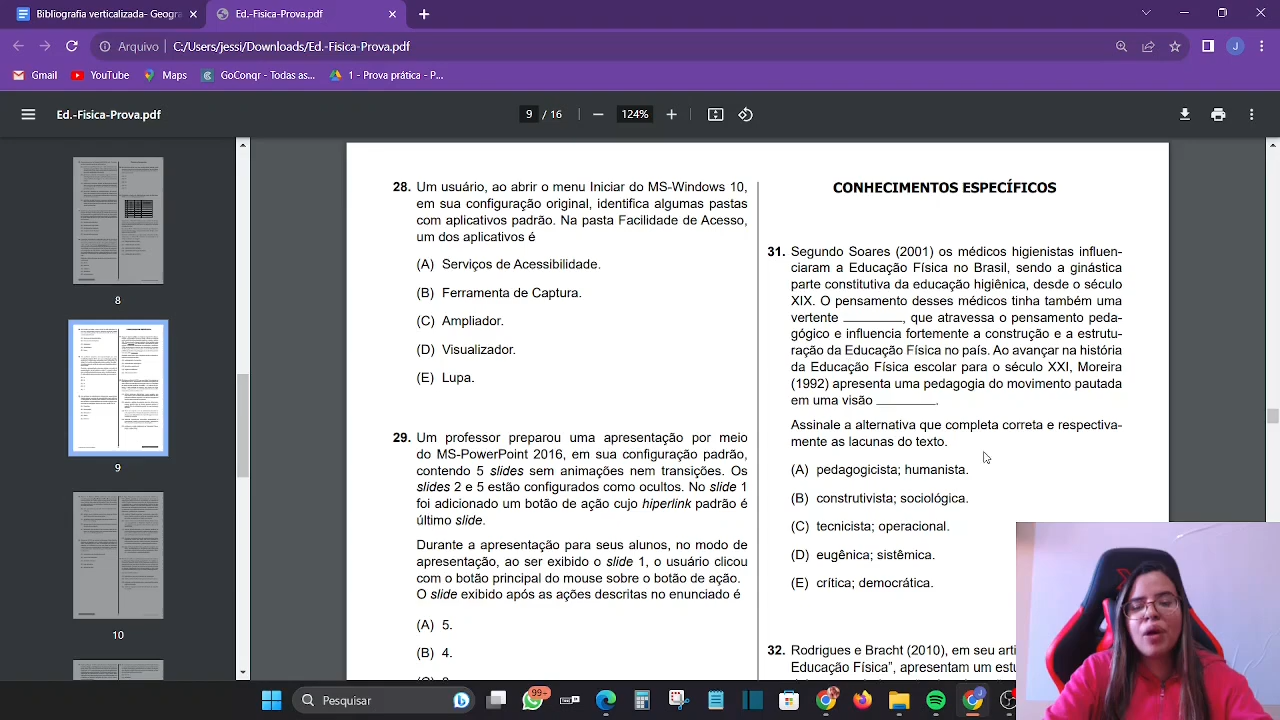 Bibliografia verticalizada- Geogra
Ed.-Fisica-Prova.pdf
Arquivo
C:/Users/jessi/Downloads/Ed.-Fisica-Prova.pdf
J
Gmail
YouTube
Maps
GoConqr - Todas as...
1 - Prova prática - P...
Ed.-Fisica-Prova.pdf
9 / 16
124%
8
9
10
28. Um usuário, ao abrir o menu Iniciar do MS-Windows 10,
em sua configuração original, identifica algumas pastas
com aplicativos padrão. Na pasta Facilidade de Acesso,
um dos aplicativos é
(A) Serviços de acessibilidade.
(B) Ferramenta de Captura.
(C) Ampliador.
(D) Visualizador.
(E) Lupa.
29. Um professor preparou uma apresentação por meio
do MS-PowerPoint 2016, em sua configuração padrão,
contendo 5 slides sem animações nem transições. Os
slides 2 e 5 estão configurados como ocultos. No slide 1
foi adicionado um botão de ação cujo hiperlink padrão é
último slide.
Durante a apresentação para seus alunos, no modo de
apresentação, ao ser exibido o slide 1, o usuário clicou
com o botão principal do mouse sobre o botão de ação.
O slide exibido após as ações descritas no enunciado é
(A) 5.
(B) 4.
CONHECIMENTOS ESPECÍFICOS
31. Segundo Soares (2001) os médicos higienistas influen-
ciaram a Educação Física no Brasil, sendo a ginástica
parte constitutiva da educação higiênica, desde o século
XIX. O pensamento desses médicos tinha também uma
vertente ________, que atravessa o pensamento peda-
gógico, e influencia fortemente a construção e a estrutu-
ração da Educação Física no país. Ao avançar na história
da Educação Física escolar para o século XXI, Moreira
apresenta uma pedagogia do movimento pautada
em uma visão ________.
Assinale a alternativa que completa correta e respectiva-
mente as lacunas do texto.
(A) pedagogicista; humanista.
(B) construtivista; sociológica.
(C) tecnicista; operacional.
(D) eugênica; sistêmica.
(E) crítica; democrática.
32. Rodrigues e Bracht (2010), em seu arti
Educação Física", apresentam um estu
Pesquisar
99+